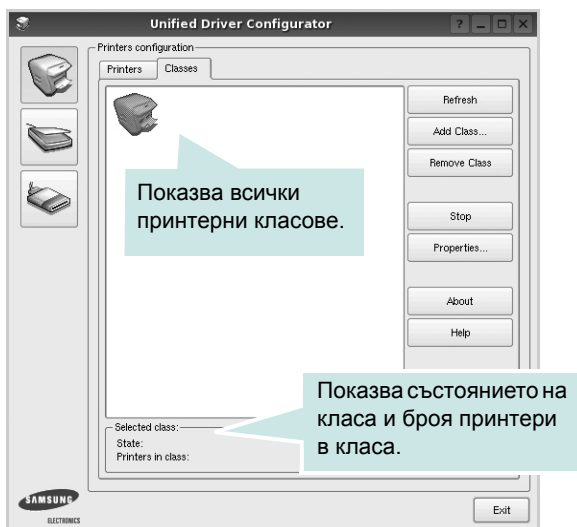 Unified Driver Configurator
Printers configuration
Printers
Classes
Refresh
Add Class...
Remove Class
Stop
Properties...
About
Help
Показва всички
принтерни класове.
Показва състоянието на
класа и броя принтери
в класа.
Selected class:
State:
Printers in class:
SAMSUNG
ELECTRONICS
Exit